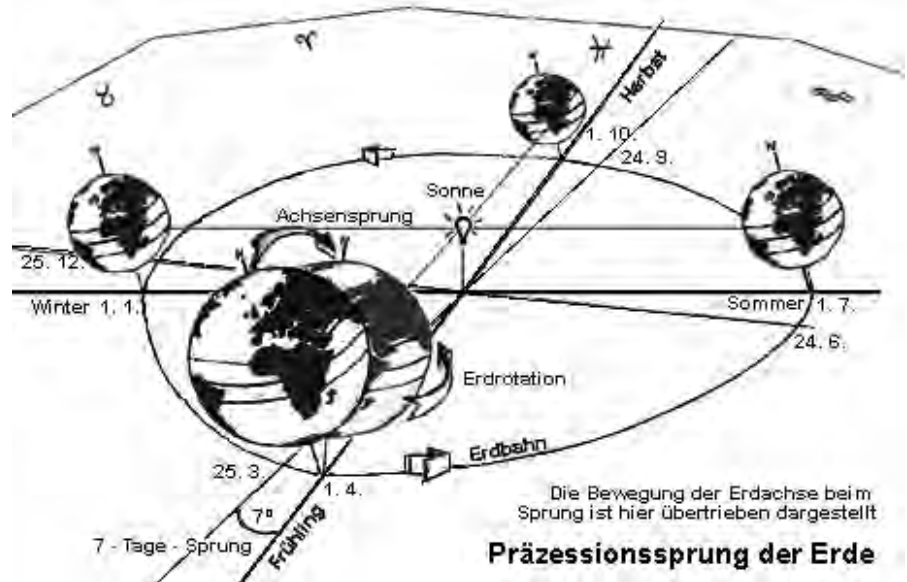 N
♉
♈
♓
Herbst
♒
1. 10.
24. 9.
N
N
Sonne
Achsensprung
N
25. 12.
Winter 1. 1.
Sommer 1. 7.
24. 6.
Erdrotation
Erdbahn
25. 3.
1. 4.
7°
7 - Tage - Sprung
Frühling
Die Bewegung der Erdachse beim
Sprung ist hier übertrieben dargestellt
Präzessionssprung der Erde